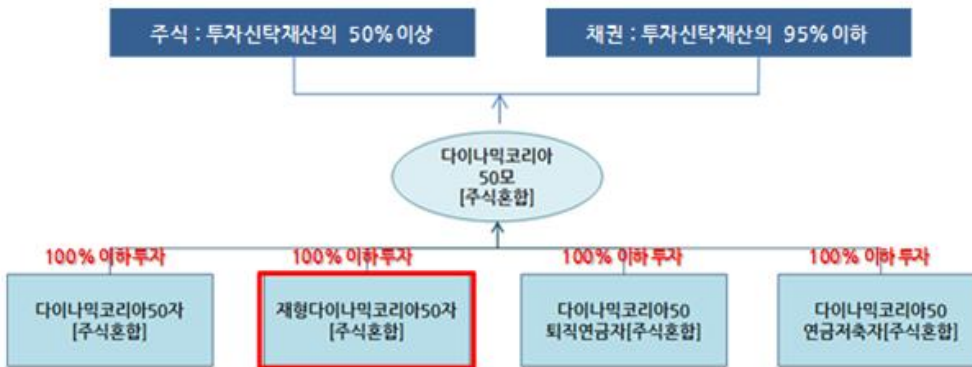 주식 : 투자신탁재산의 50% 이상
채권 : 투자신탁재산의 95% 이하
다이나믹코리아
50모
[주식혼합]
100% 이하 투자
100% 이하 투자
100% 이하 투자
100% 이하 투자
다이나믹코리아50자
[주식혼합]
재형다이나믹코리아50자
[주식혼합]
다이나믹코리아50
퇴직연금자[주식혼합]
다이나믹코리아50
연금저축자[주식혼합]